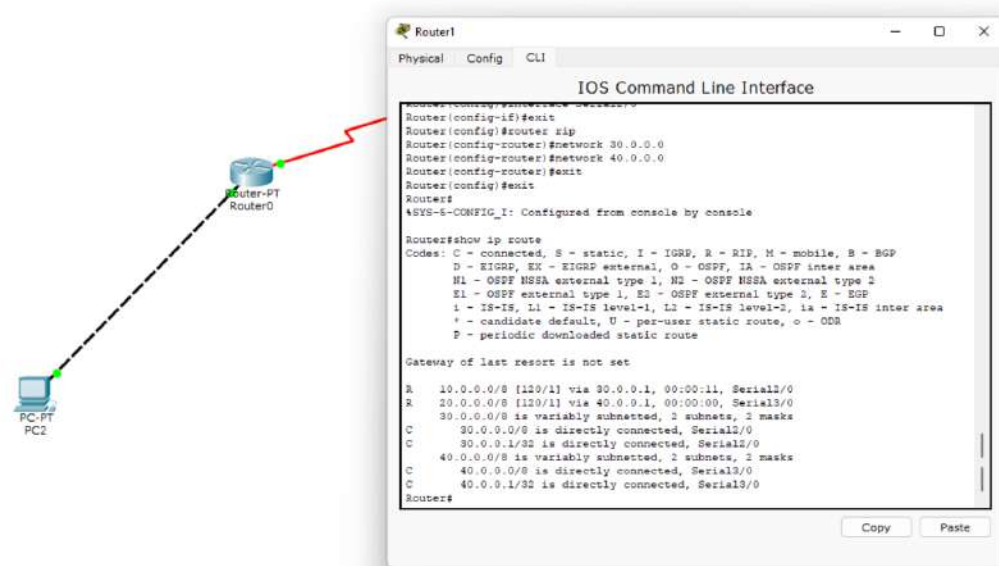 Router1
Physical Config CLI
IOS Command Line Interface
Router(config)#interface Serial2/0
Router(config-if)#exit
Router(config)#router rip
Router(config-router)#network 30.0.0.0
Router(config-router)#network 40.0.0.0
Router(config-router)#exit
Router(config)#exit
Router#
%SYS-5-CONFIG_I: Configured from console by console
Router#show ip route
Codes: C - connected, S - static, I - IGRP, R - RIP, M - mobile, B - BGP
D - EIGRP, EX - EIGRP external, O - OSPF, IA - OSPF inter area
N1 - OSPF NSSA external type 1, N2 - OSPF NSSA external type 2
E1 - OSPF external type 1, E2 - OSPF external type 2, E - EGP
i - IS-IS, L1 - IS-IS level-1, L2 - IS-IS level-2, ia - IS-IS inter area
* - candidate default, U - per-user static route, o - ODR
P - periodic downloaded static route
Gateway of last resort is not set
R 10.0.0.0/8 [120/1] via 30.0.0.1, 00:00:11, Serial2/0
R 20.0.0.0/8 [120/1] via 40.0.0.1, 00:00:00, Serial3/0
30.0.0.0/8 is variably subnetted, 2 subnets, 2 masks
C 30.0.0.0/8 is directly connected, Serial2/0
C 30.0.0.1/32 is directly connected, Serial2/0
40.0.0.0/8 is variably subnetted, 2 subnets, 2 masks
C 40.0.0.0/8 is directly connected, Serial3/0
C 40.0.0.1/32 is directly connected, Serial3/0
Router#
Copy Paste
Router-PT
Router0
PC-PT
PC2